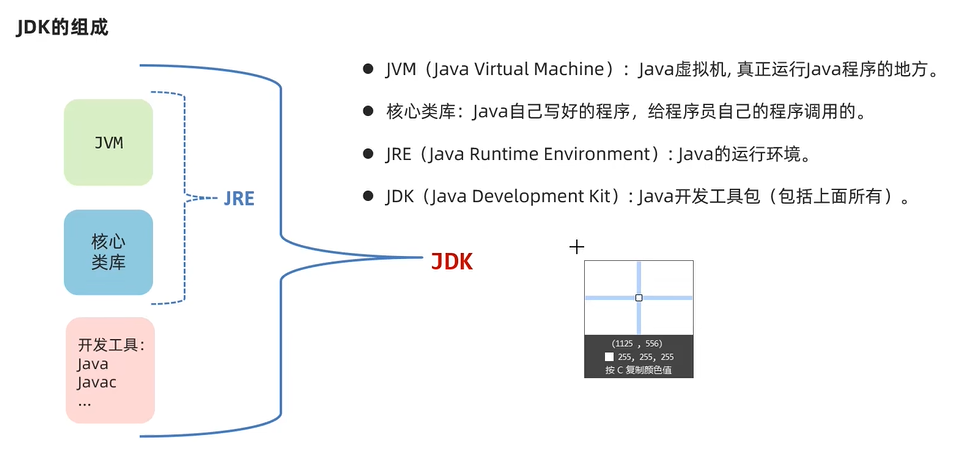 JDK的组成
JVM（Java Virtual Machine）: Java虚拟机, 真正运行Java程序的地方。
核心类库：Java自己写好的程序，给程序员自己的程序调用的。
JRE（Java Runtime Environment）: Java的运行环境。
JDK（Java Development Kit）: Java开发工具包（包括上面所有）。
JVM
核心
类库
JRE
开发工具：
Java
Javac
...
JDK
(1125 , 556)
255, 255, 255
按 C 复制颜色值